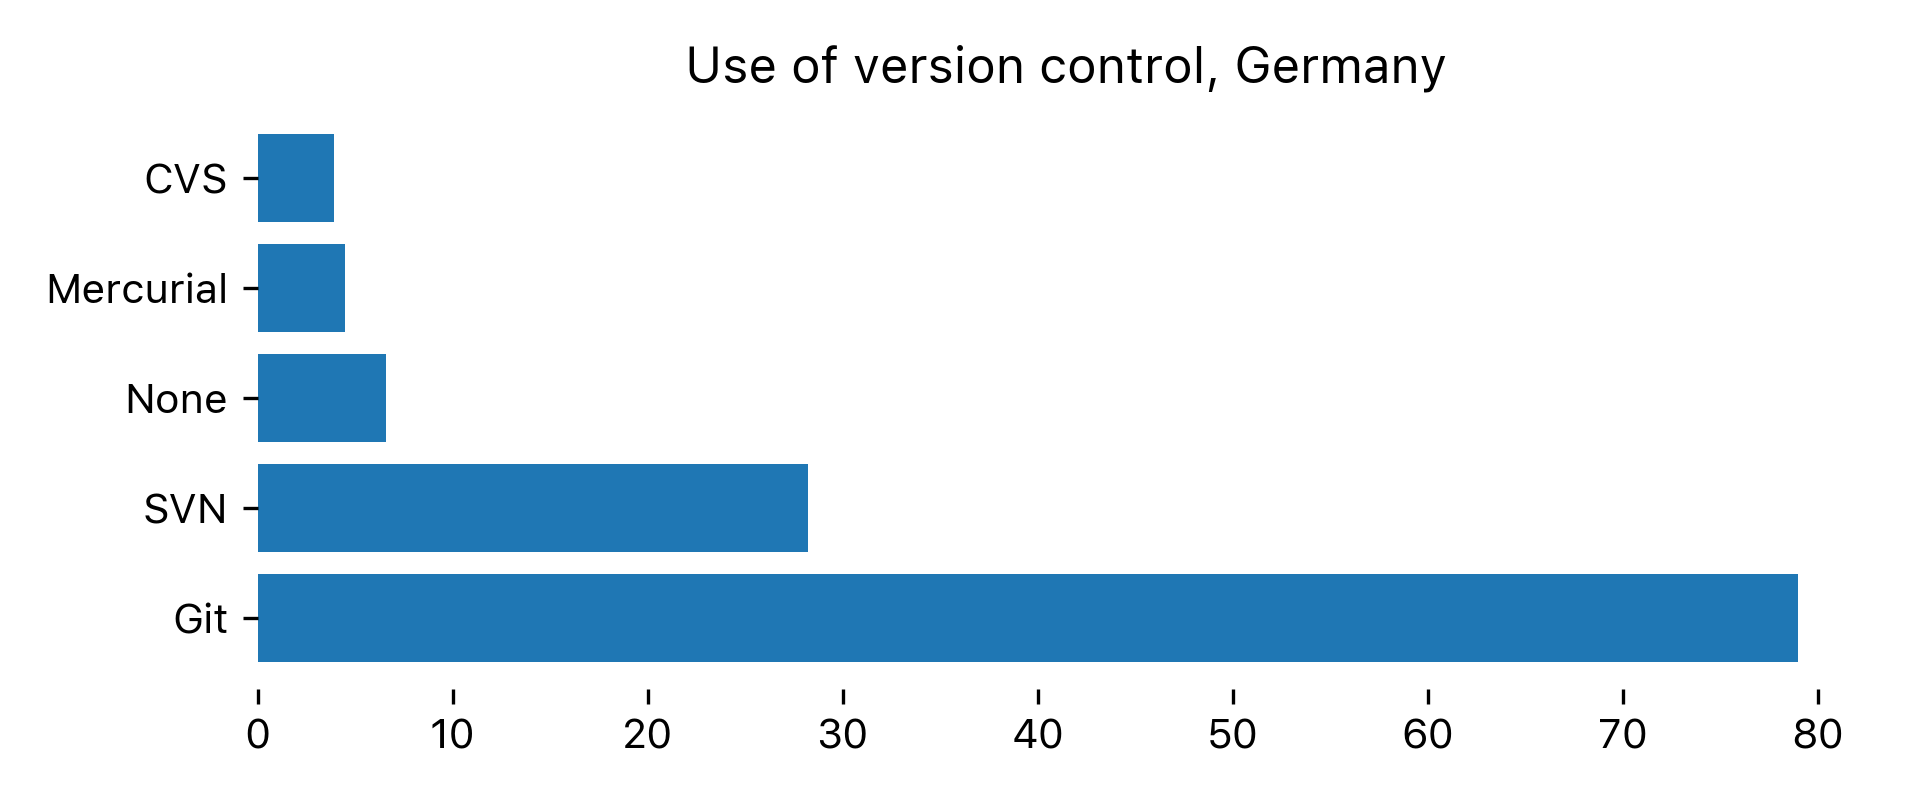 Use of version control, Germany
CVS
Mercurial
None
SVN
Git
0 10 20 30 40 50 60 70 80